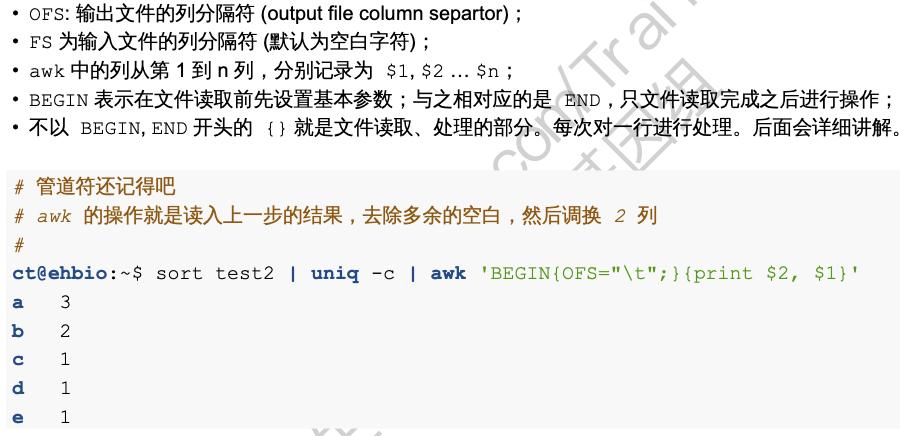 • OFS: 输出文件的列分隔符 (output file column separtor)；
• FS 为输入文件的列分隔符 (默认为空白字符)；
• awk 中的列从第 1 到 n 列，分别记录为 $1, $2 … $n；
• BEGIN 表示在文件读取前先设置基本参数；与之相对应的是 END，只文件读取完成之后进行操作；
• 不以 BEGIN, END 开头的 {} 就是文件读取、处理的部分。每次对一行进行处理。后面会详细讲解。
# 管道符还记得吧
# awk 的操作就是读入上一步的结果，去除多余的空白，然后调换 2 列
#
ct@ehbio:~$ sort test2 | uniq -c | awk 'BEGIN{OFS="\t";}{print $2, $1}'
a 3
b 2
c 1
d 1
e 1
com/Train
基因组